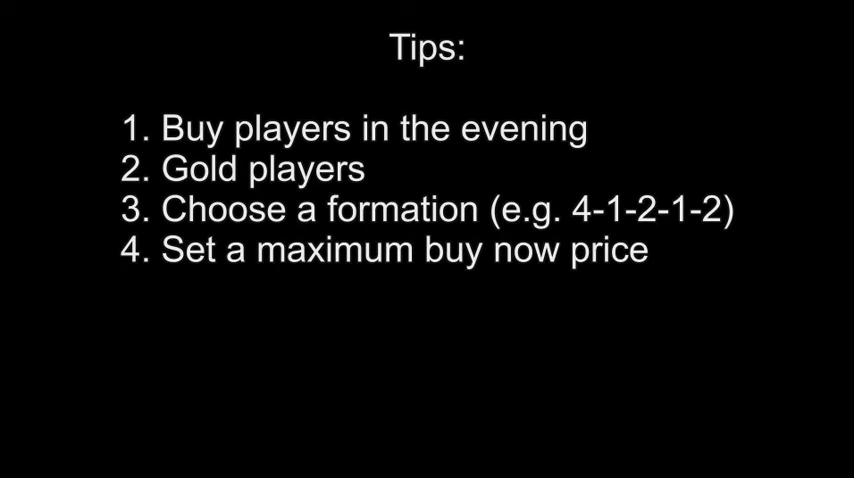 Tips:
1. Buy players in the evening
2. Gold players
3. Choose a formation (e.g. 4-1-2-1-2)
4. Set a maximum buy now price